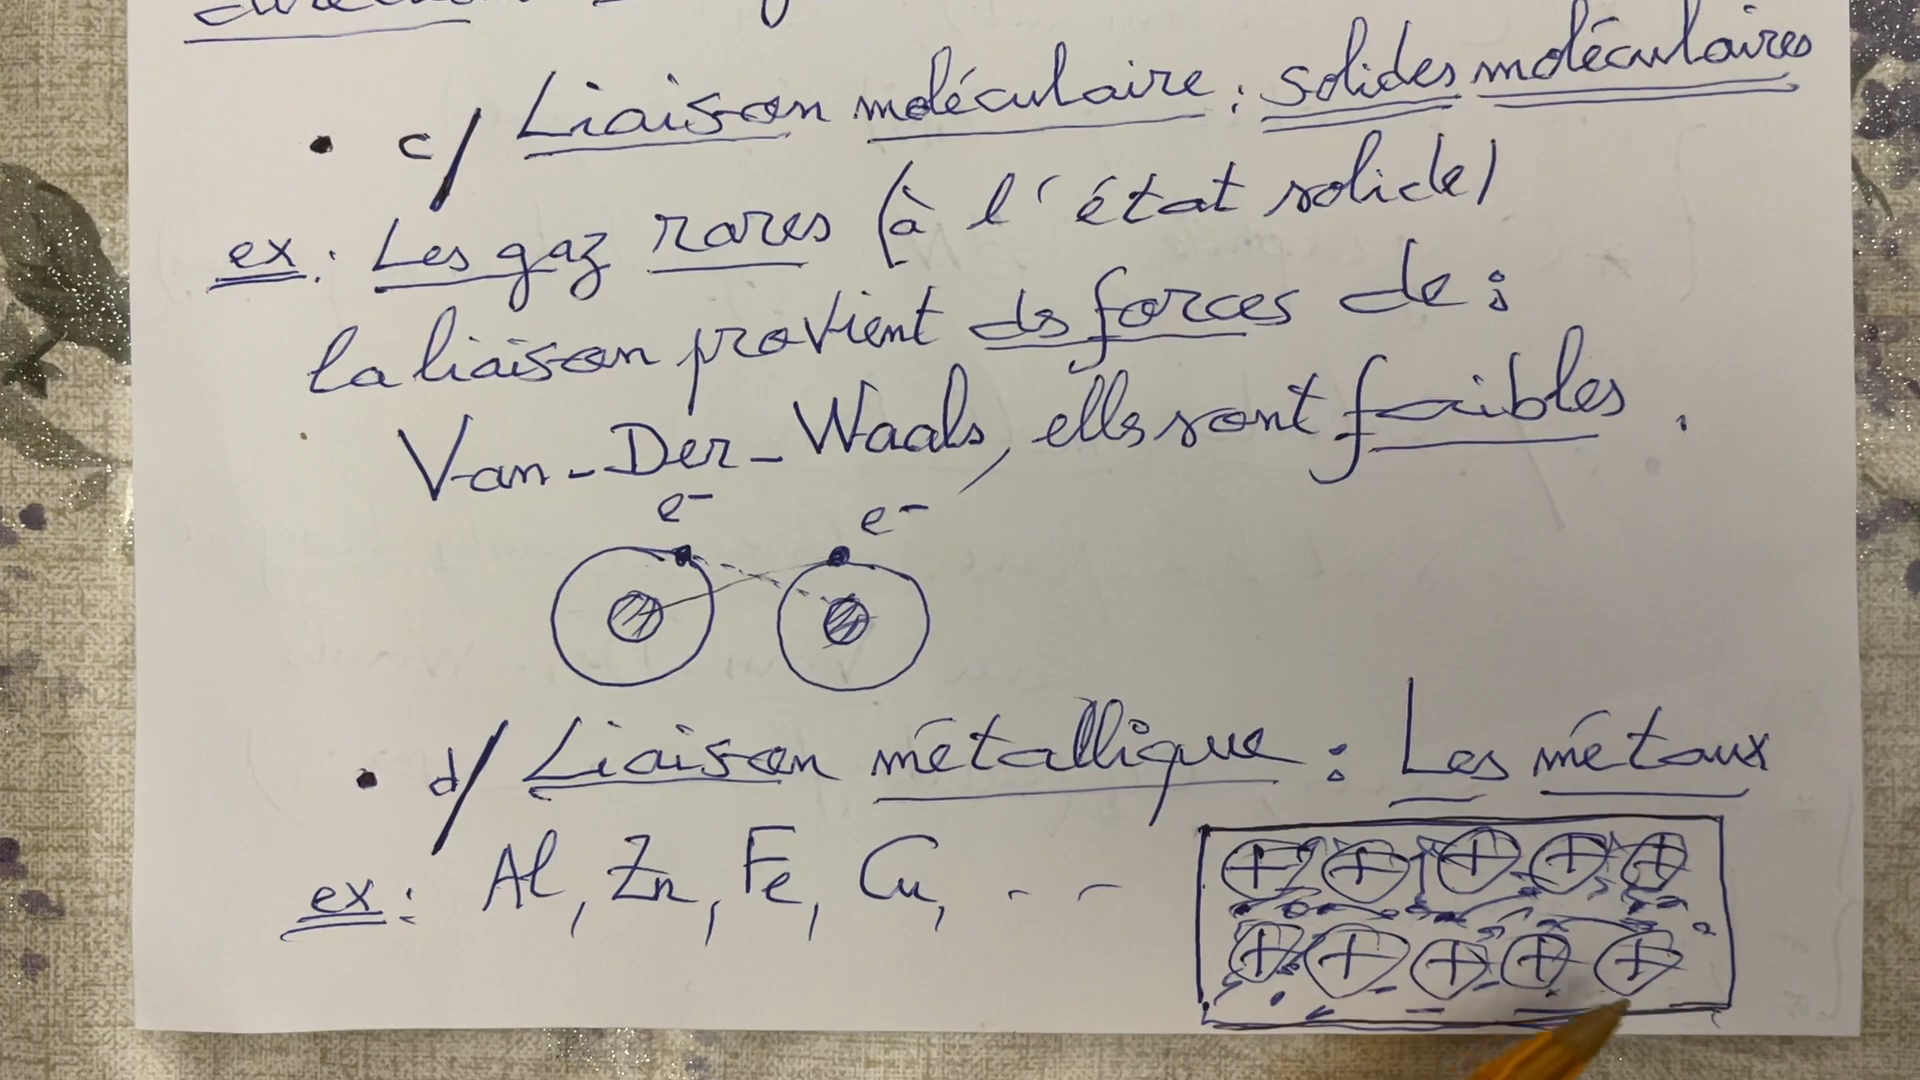 • c/ Liaison moléculaire : solides moléculaires
ex : Les gaz rares (à l'état solide)
la liaison provient ds forces de :
Van-Der-Waals, elles sont faibles.
e- e-
• d/ Liaison métallique : Les métaux
ex : Al, Zn, Fe, Cu, - -
+ + + + +
+ + + + +